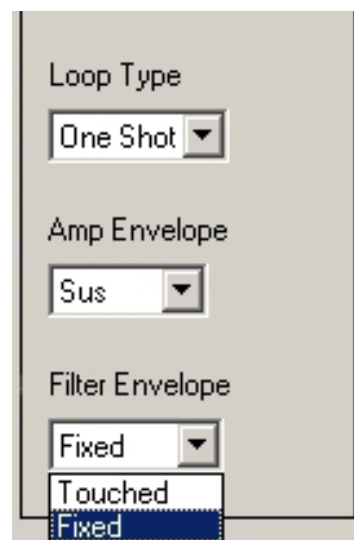 Loop Type
One Shot
Amp Envelope
Sus
Filter Envelope
Fixed
Touched
Fixed